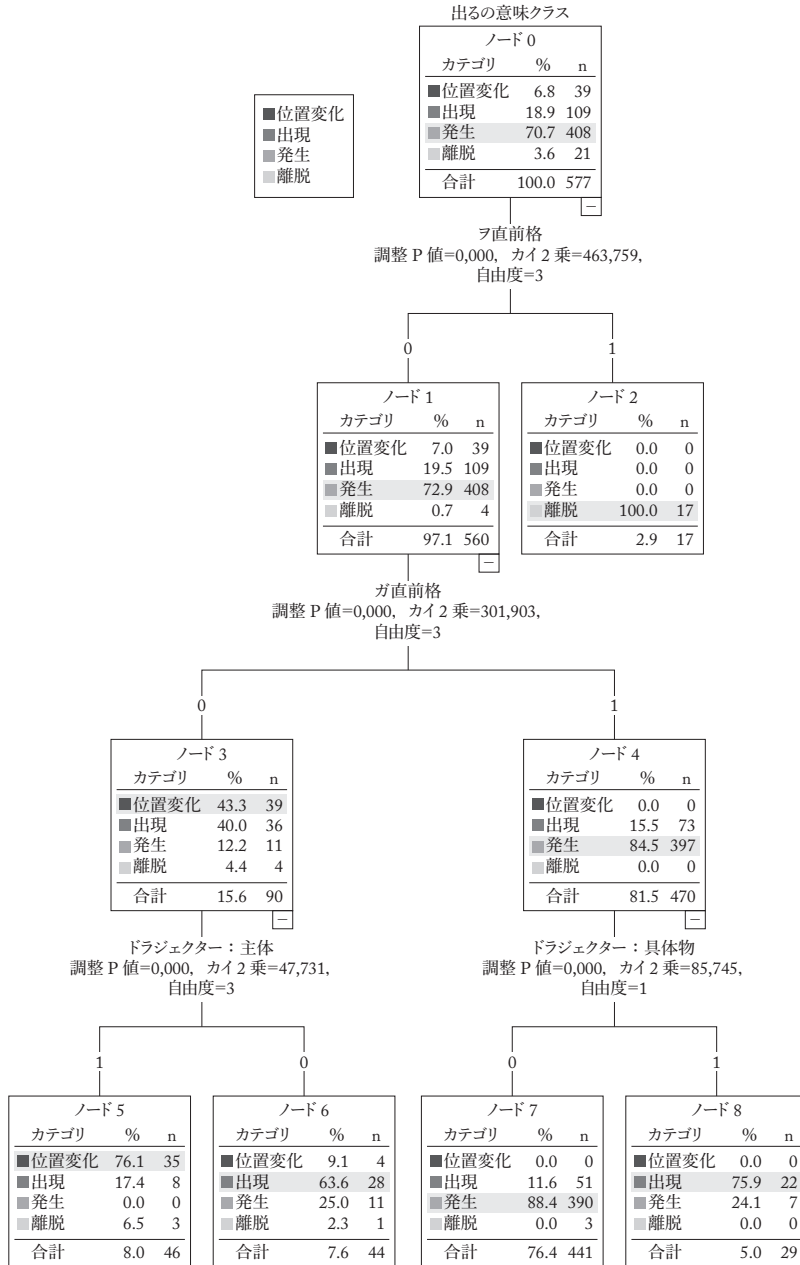 出るの意味クラス
ノード 0
カテゴリ % n
位置変化 6.8 39
出現 18.9 109
発生 70.7 408
離脱 3.6 21
合計 100.0 577
−
位置変化
出現
発生
離脱
ヲ直前格
調整 P 値=0,000, カイ 2 乗=463,759,
自由度=3
0
1
ノード 1
カテゴリ % n
位置変化 7.0 39
出現 19.5 109
発生 72.9 408
離脱 0.7 4
合計 97.1 560
−
ノード 2
カテゴリ % n
位置変化 0.0 0
出現 0.0 0
発生 0.0 0
離脱 100.0 17
合計 2.9 17
ガ直前格
調整 P 値=0,000, カイ 2 乗=301,903,
自由度=3
0
1
ノード 3
カテゴリ % n
位置変化 43.3 39
出現 40.0 36
発生 12.2 11
離脱 4.4 4
合計 15.6 90
−
ノード 4
カテゴリ % n
位置変化 0.0 0
出現 15.5 73
発生 84.5 397
離脱 0.0 0
合計 81.5 470
−
ドラジェクター：主体
調整 P 値=0,000, カイ 2 乗=47,731,
自由度=3
ドラジェクター：具体物
調整 P 値=0,000, カイ 2 乗=85,745,
自由度=1
1
0
0
1
ノード 5
カテゴリ % n
位置変化 76.1 35
出現 17.4 8
発生 0.0 0
離脱 6.5 3
合計 8.0 46
ノード 6
カテゴリ % n
位置変化 9.1 4
出現 63.6 28
発生 25.0 11
離脱 2.3 1
合計 7.6 44
ノード 7
カテゴリ % n
位置変化 0.0 0
出現 11.6 51
発生 88.4 390
離脱 0.0 3
合計 76.4 441
ノード 8
カテゴリ % n
位置変化 0.0 0
出現 75.9 22
発生 24.1 7
離脱 0.0 0
合計 5.0 29